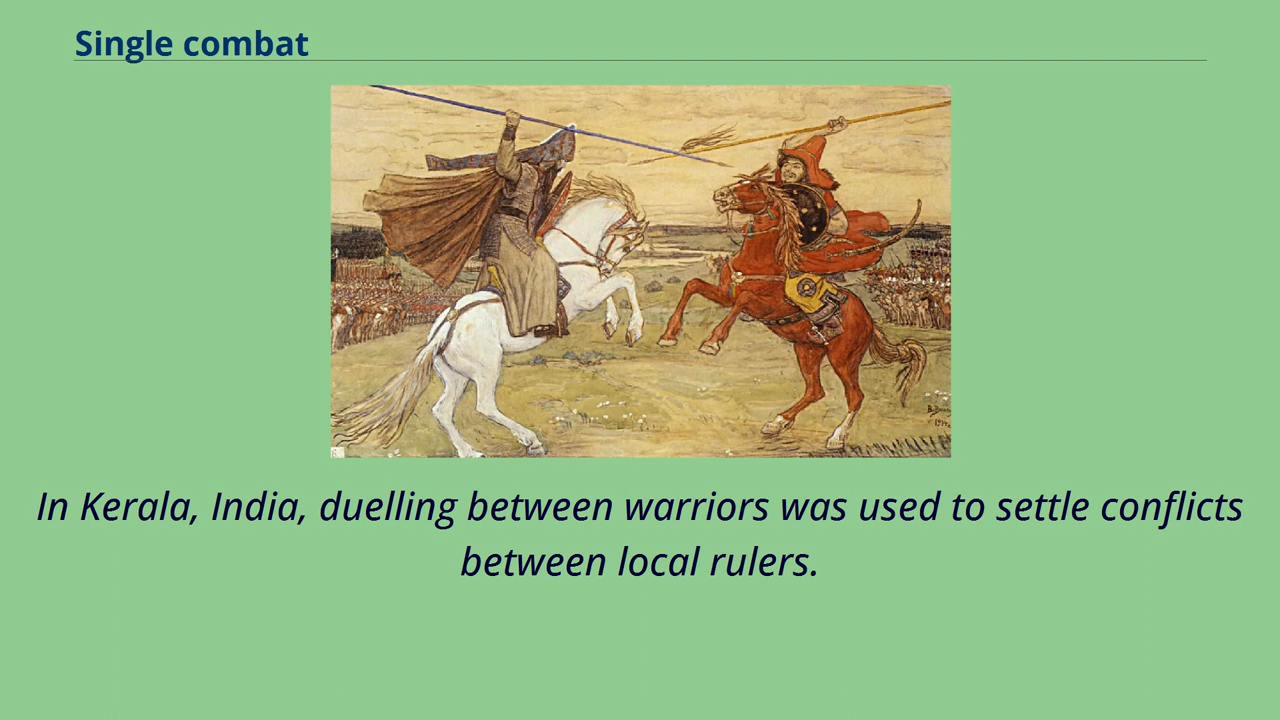 Single combat
In Kerala, India, duelling between warriors was used to settle conflicts
between local rulers.